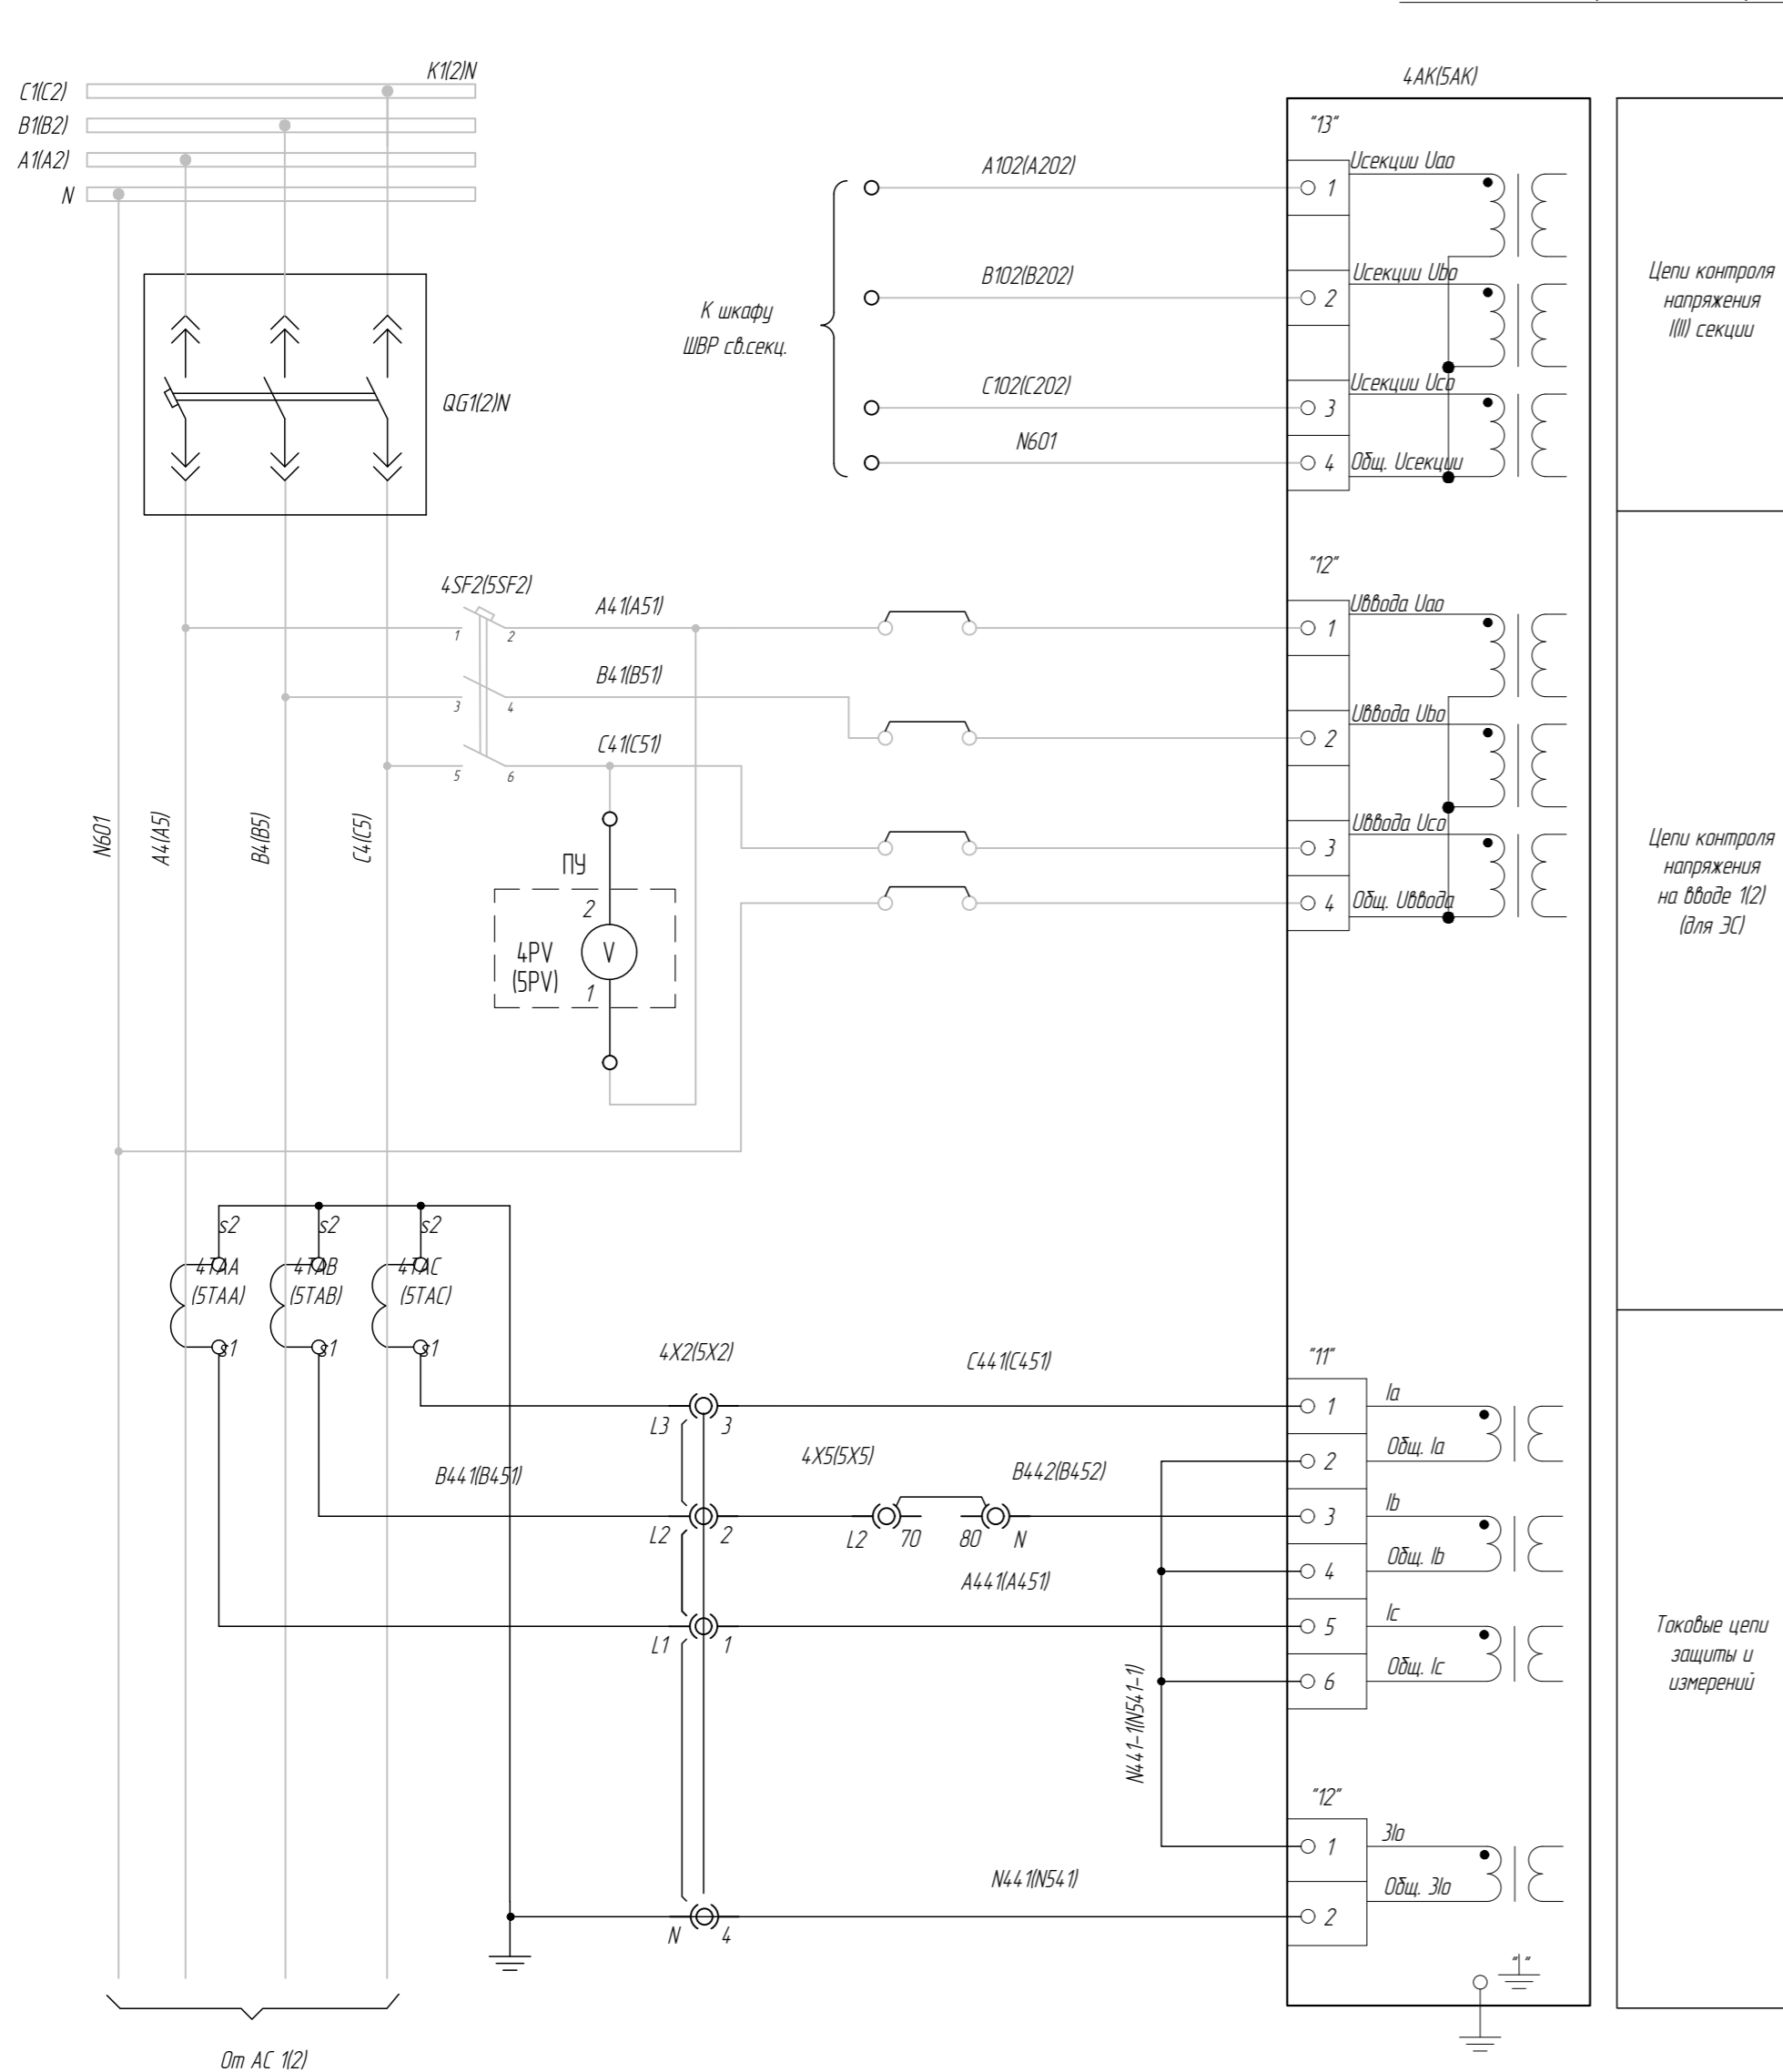 K1(2)N
C1(C2)
B1(B2)
A1(A2)
N
QG1(2)N
4AK(5AK)
"13"
A102(A202)
1
Uсекции Uao
B102(B202)
2
Uсекции Ubo
К шкафу
ШВР св.секц.
C102(C202)
3
Uсекции Uco
N601
4
Общ. Uсекции
Цепи контроля
напряжения
I(II) секции
4SF2(5SF2)
1
2
3
4
5
6
A41(A51)
B41(B51)
C41(C51)
"12"
1
Uввода Uao
2
Uввода Ubo
3
Uввода Uco
4
Общ. Uввода
Цепи контроля
напряжения
на вводе 1(2)
(для ЭС)
N601
A4(A5)
B4(B5)
C4(C5)
ПУ
2
4PV
(5PV)
V
1
s2
s2
s2
4TAA
(5TAA)
4TAB
(5TAB)
4TAC
(5TAC)
s1
s1
s1
4X2(5X2)
C441(C451)
L3
3
B441(B451)
4X5(5X5)
B442(B452)
L2
2
L2
70
80
N
A441(A451)
L1
1
"11"
1
Ia
2
Общ. Ia
3
Ib
4
Общ. Ib
5
Ic
6
Общ. Ic
N441-1(N541-1)
Токовые цепи
защиты и
измерений
"12"
1
3Io
Общ. 3Io
2
N441(N541)
N
4
" "
От АС 1(2)